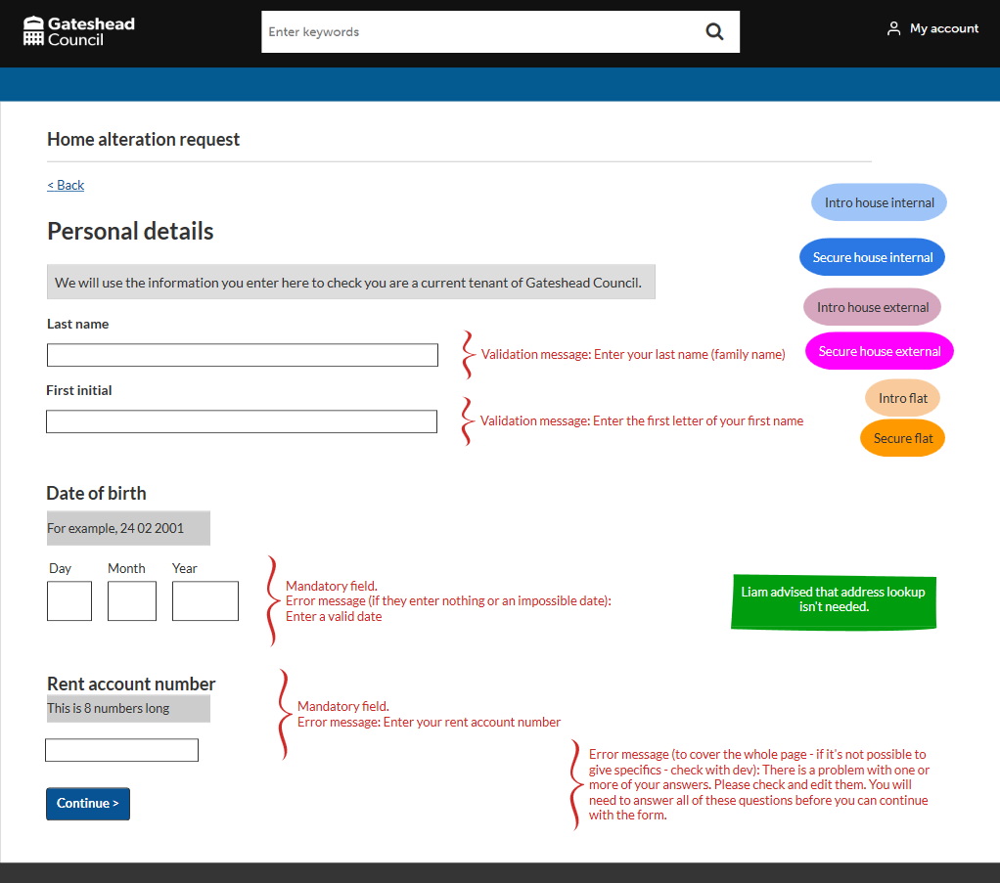 Gateshead
Council
Enter keywords
My account
Home alteration request
< Back
Intro house internal
Personal details
Secure house internal
We will use the information you enter here to check you are a current tenant of Gateshead Council.
Intro house external
Last name
Secure house external
Validation message: Enter your last name (family name)
First initial
Intro flat
Validation message: Enter the first letter of your first name
Secure flat
Date of birth
For example, 24 02 2001
Day Month Year
Mandatory field.
Error message (if they enter nothing or an impossible date):
Enter a valid date
Liam advised that address lookup
isn't needed.
Rent account number
This is 8 numbers long
Mandatory field.
Error message: Enter your rent account number
Error message (to cover the whole page - if it's not possible to
give specifics - check with dev): There is a problem with one or
more of your answers. Please check and edit them. You will
need to answer all of these questions before you can continue
with the form.
Continue >